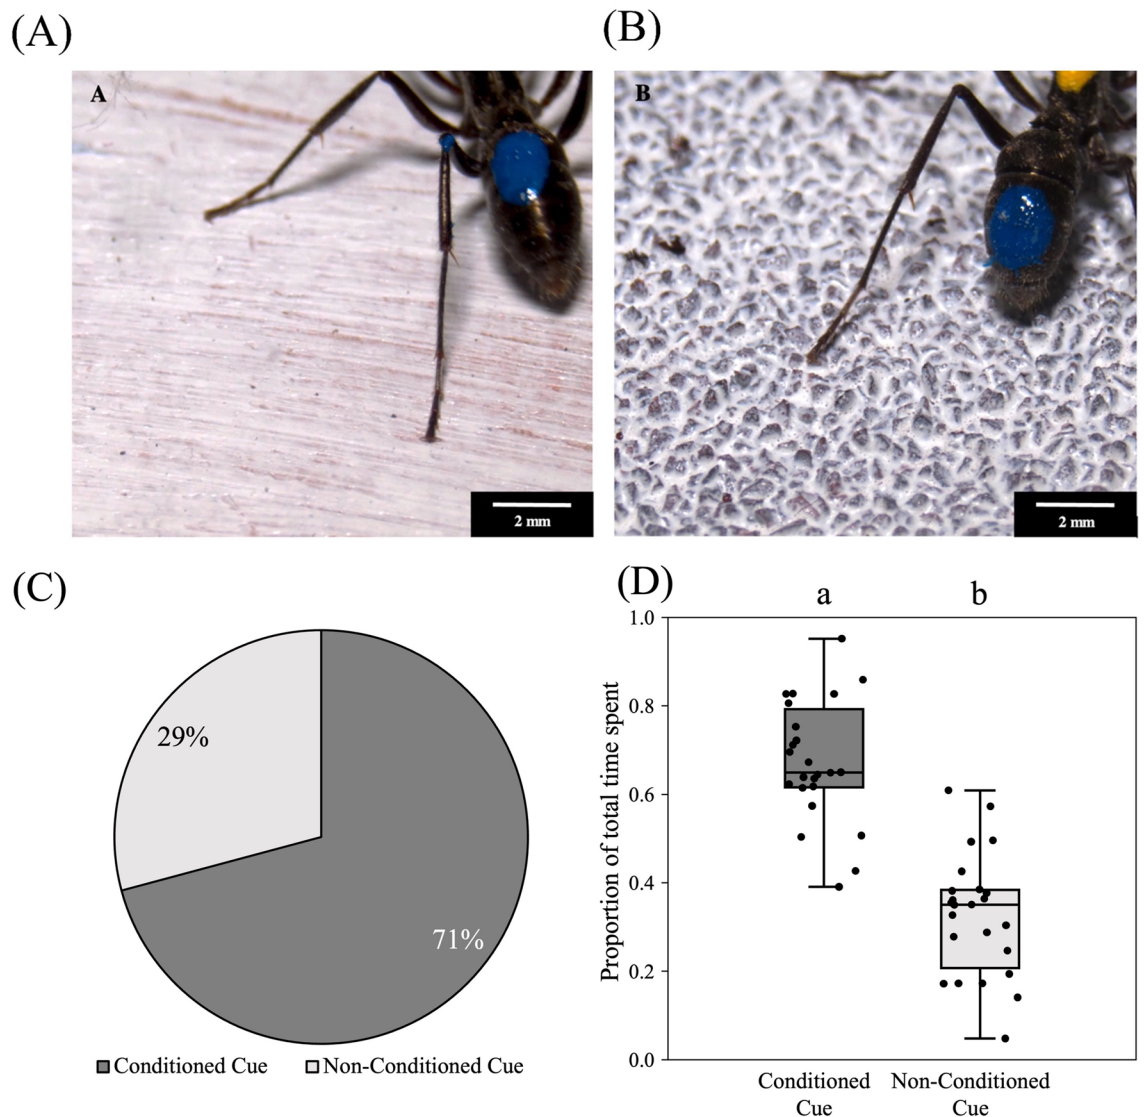 (A)
(B)
A
B
2 mm
2 mm
(C)
(D)
a
b
29%
71%
Conditioned Cue
Non-Conditioned Cue
Proportion of total time spent
1.0
0.8
0.6
0.4
0.2
0.0
Conditioned
Cue
Non-Conditioned
Cue